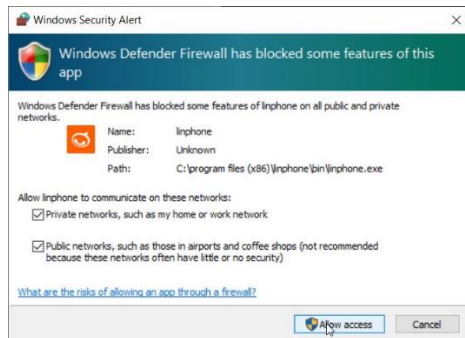 Windows Security Alert
Windows Defender Firewall has blocked some features of this
app
Windows Defender Firewall has blocked some features of linphone on all public and private
networks.
Name: linphone
Publisher: Unknown
Path: C:\program files (x86)\linphone\bin\linphone.exe
Allow linphone to communicate on these networks:
Private networks, such as my home or work network
Public networks, such as those in airports and coffee shops (not recommended
because these networks often have little or no security)
What are the risks of allowing an app through a firewall?
Allow access Cancel